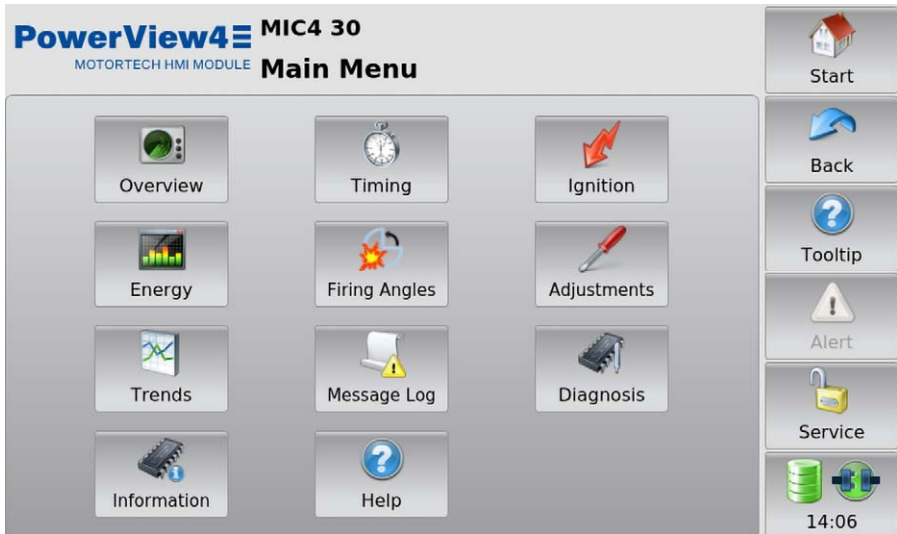 PowerView4
MOTORTECH HMI MODULE
MIC4 30
Main Menu
Overview
Timing
Ignition
Energy
Firing Angles
Adjustments
Trends
Message Log
Diagnosis
Information
Help
Start
Back
Tooltip
Alert
Service
14:06